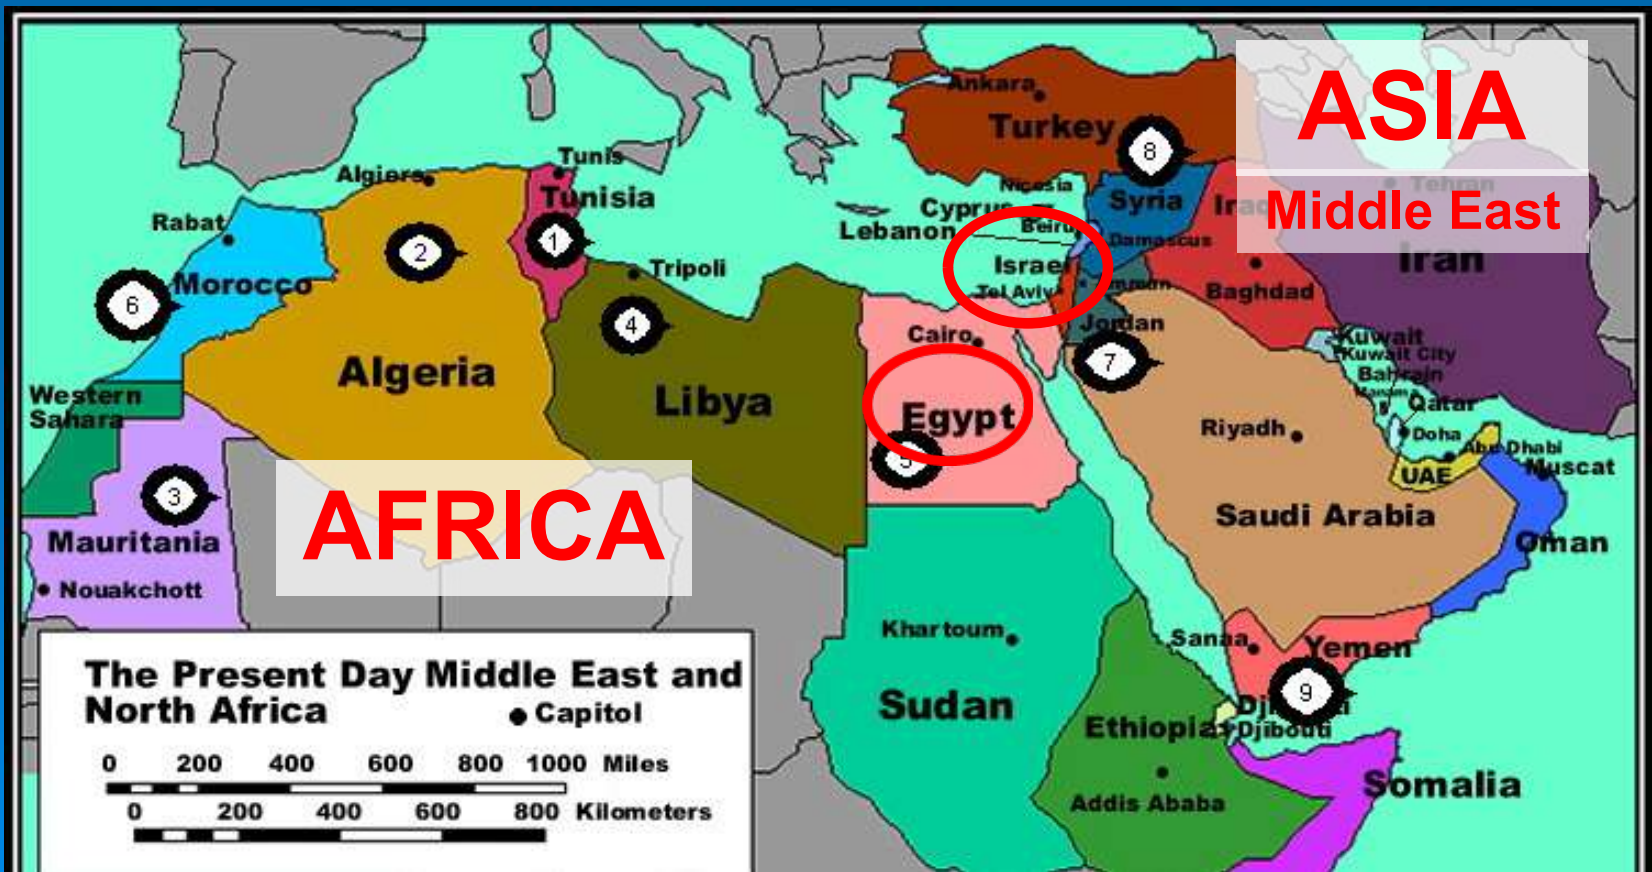 ASIA
Middle East
Ankara
Turkey
8
Tunis
Algiers
Tunisia
Nicosia
Cyprus
Syria
Tehran
Rabat
Lebanon
Damascus
1
2
Israel
Iran
Tripoli
Morocco
Tel Aviv
Baghdad
6
4
Cairo
Jordan
Kuwait
Kuwait City
7
Algeria
Bahrain
Western
Sahara
Libya
Egypt
Qatar
Riyadh
Doha
Abu Dhabi
5
UAE
Muscat
3
AFRICA
Saudi Arabia
Mauritania
Oman
Nouakchott
Khartoum
Sanaa
Yemen
9
The Present Day Middle East and
North Africa
Capitol
Sudan
Ethiopia
Djibouti
0 200 400 600 800 1000 Miles
Somalia
0 200 400 600 800 Kilometers
Addis Ababa